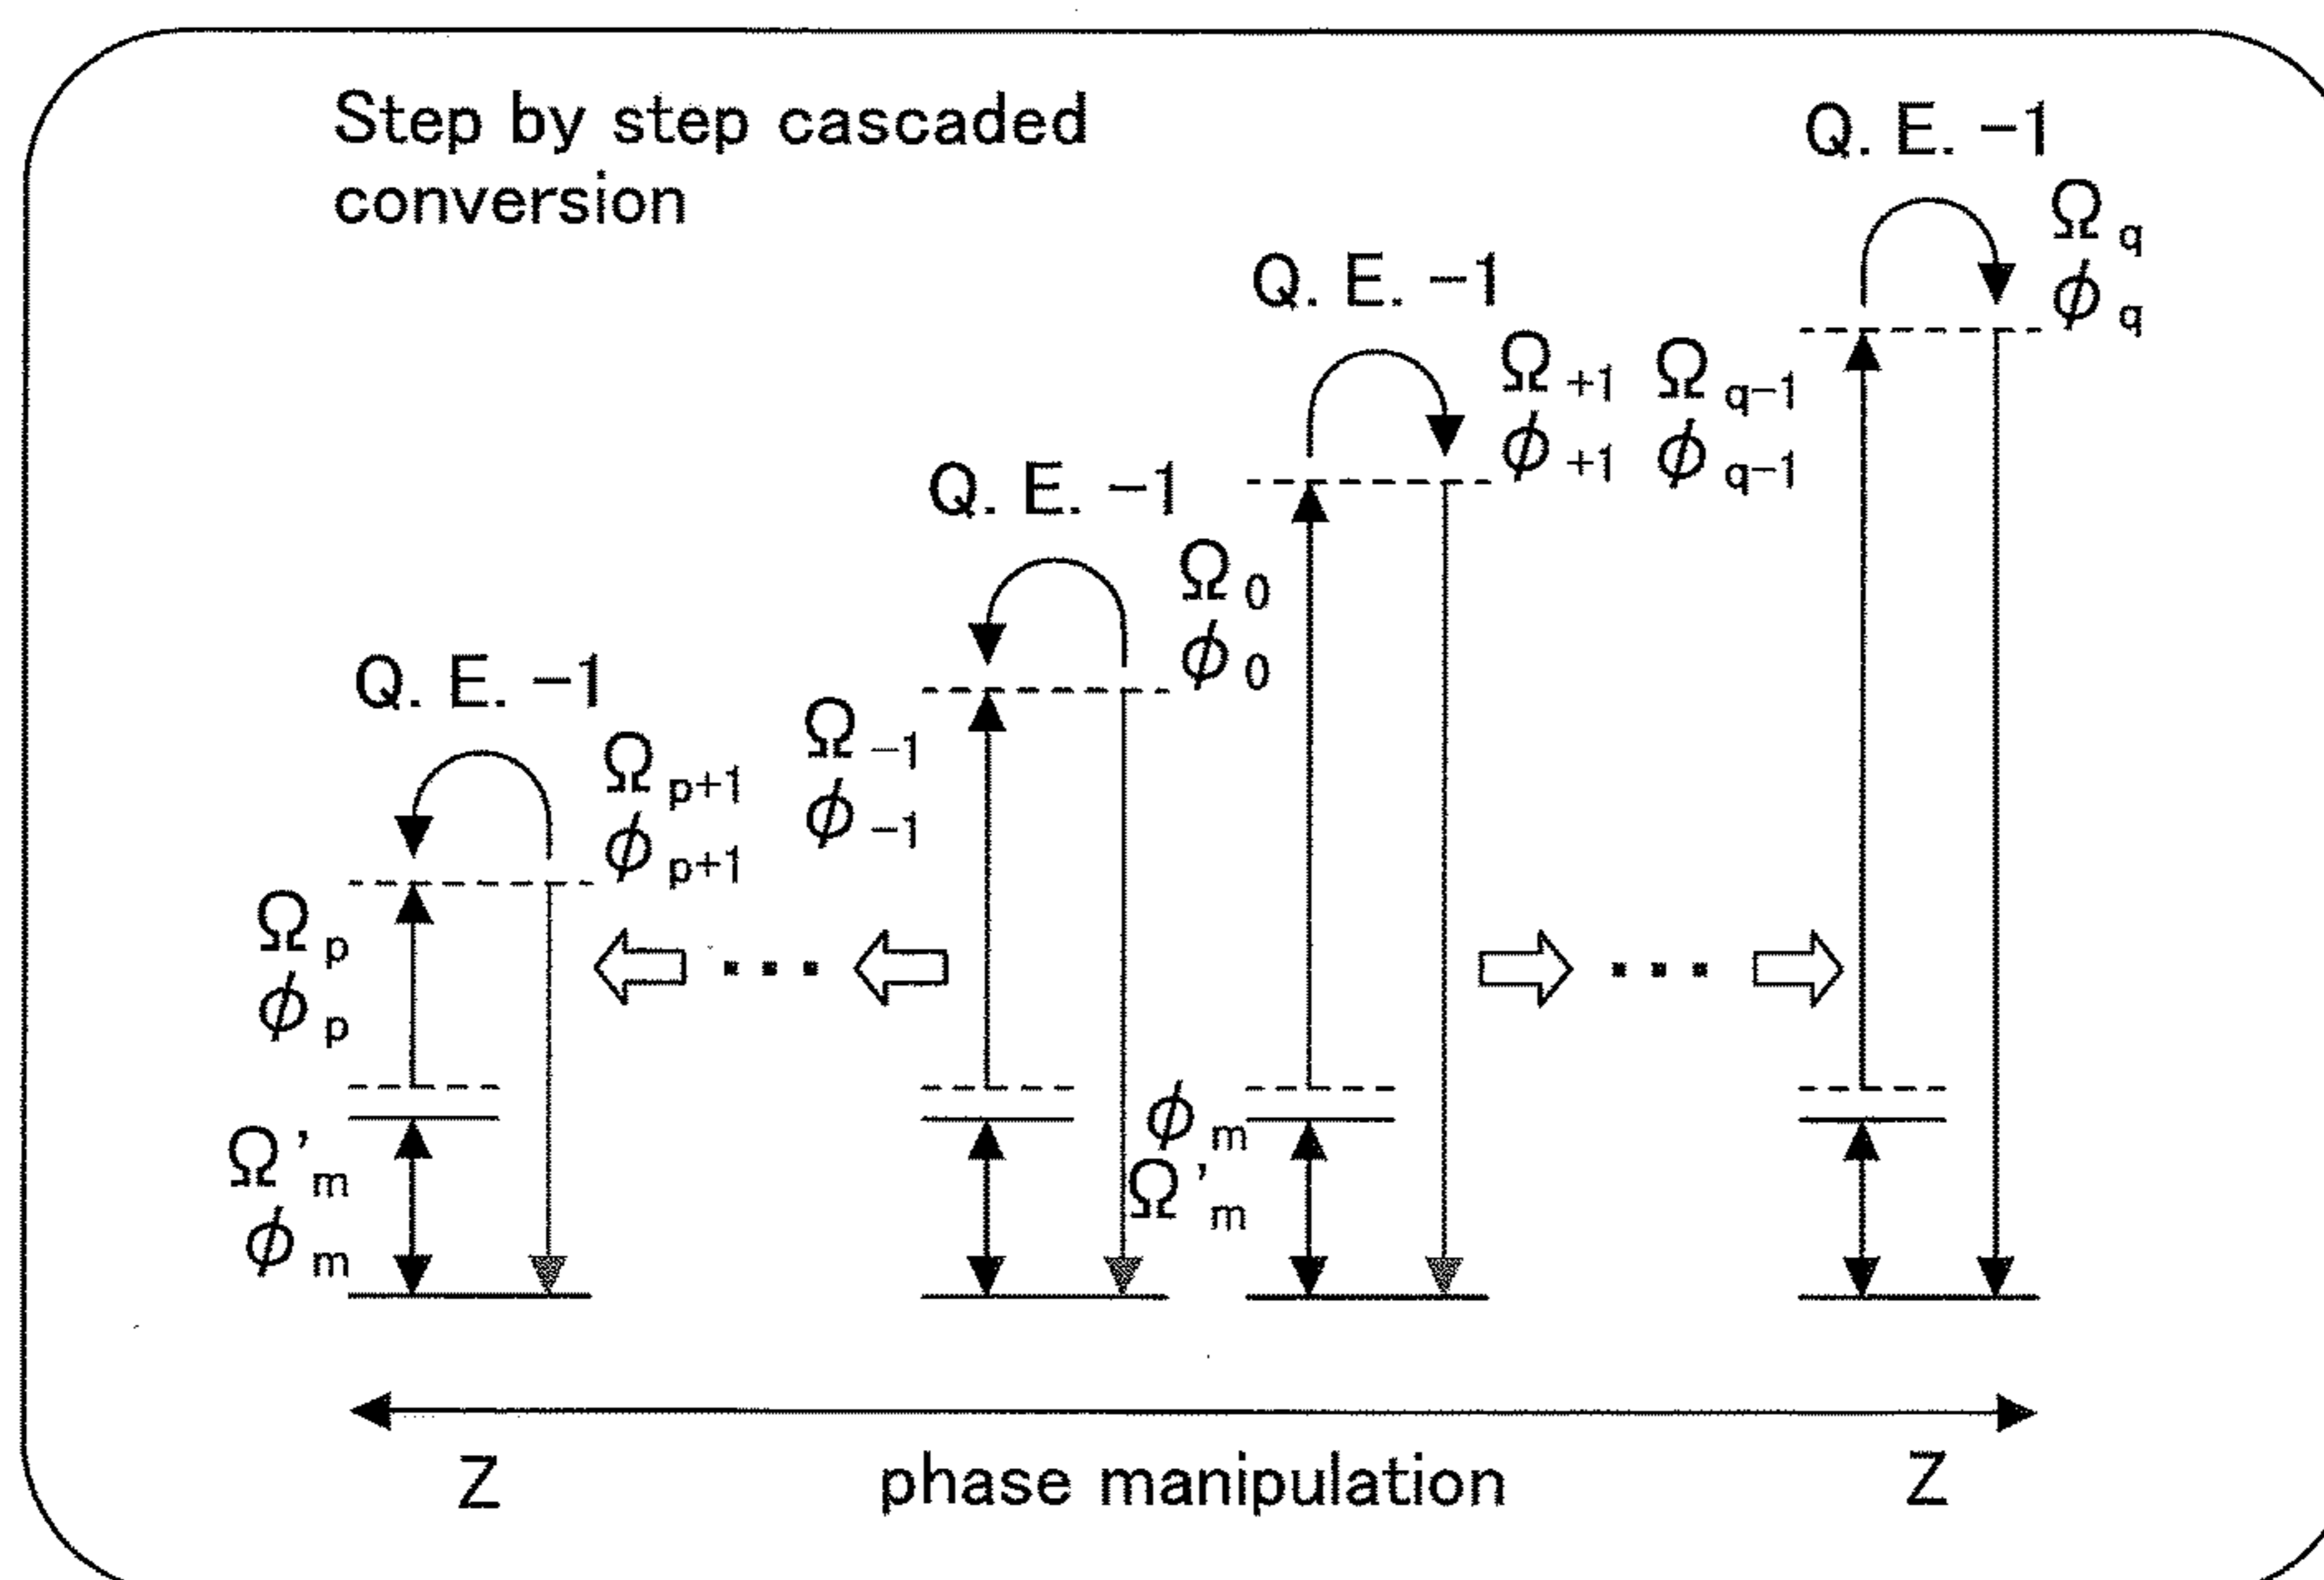 Step by step cascaded
conversion
Q. E. -1
Ω q
ϕ q
Q. E. -1
Ω +1
ϕ +1
Ω q-1
ϕ q-1
Q. E. -1
Ω 0
ϕ 0
Q. E. -1
Ω p+1
ϕ p+1
Ω -1
ϕ -1
Ω p
ϕ p
...
...
Ω' m
ϕ m
ϕ m
Ω' m
Z
phase manipulation
Z